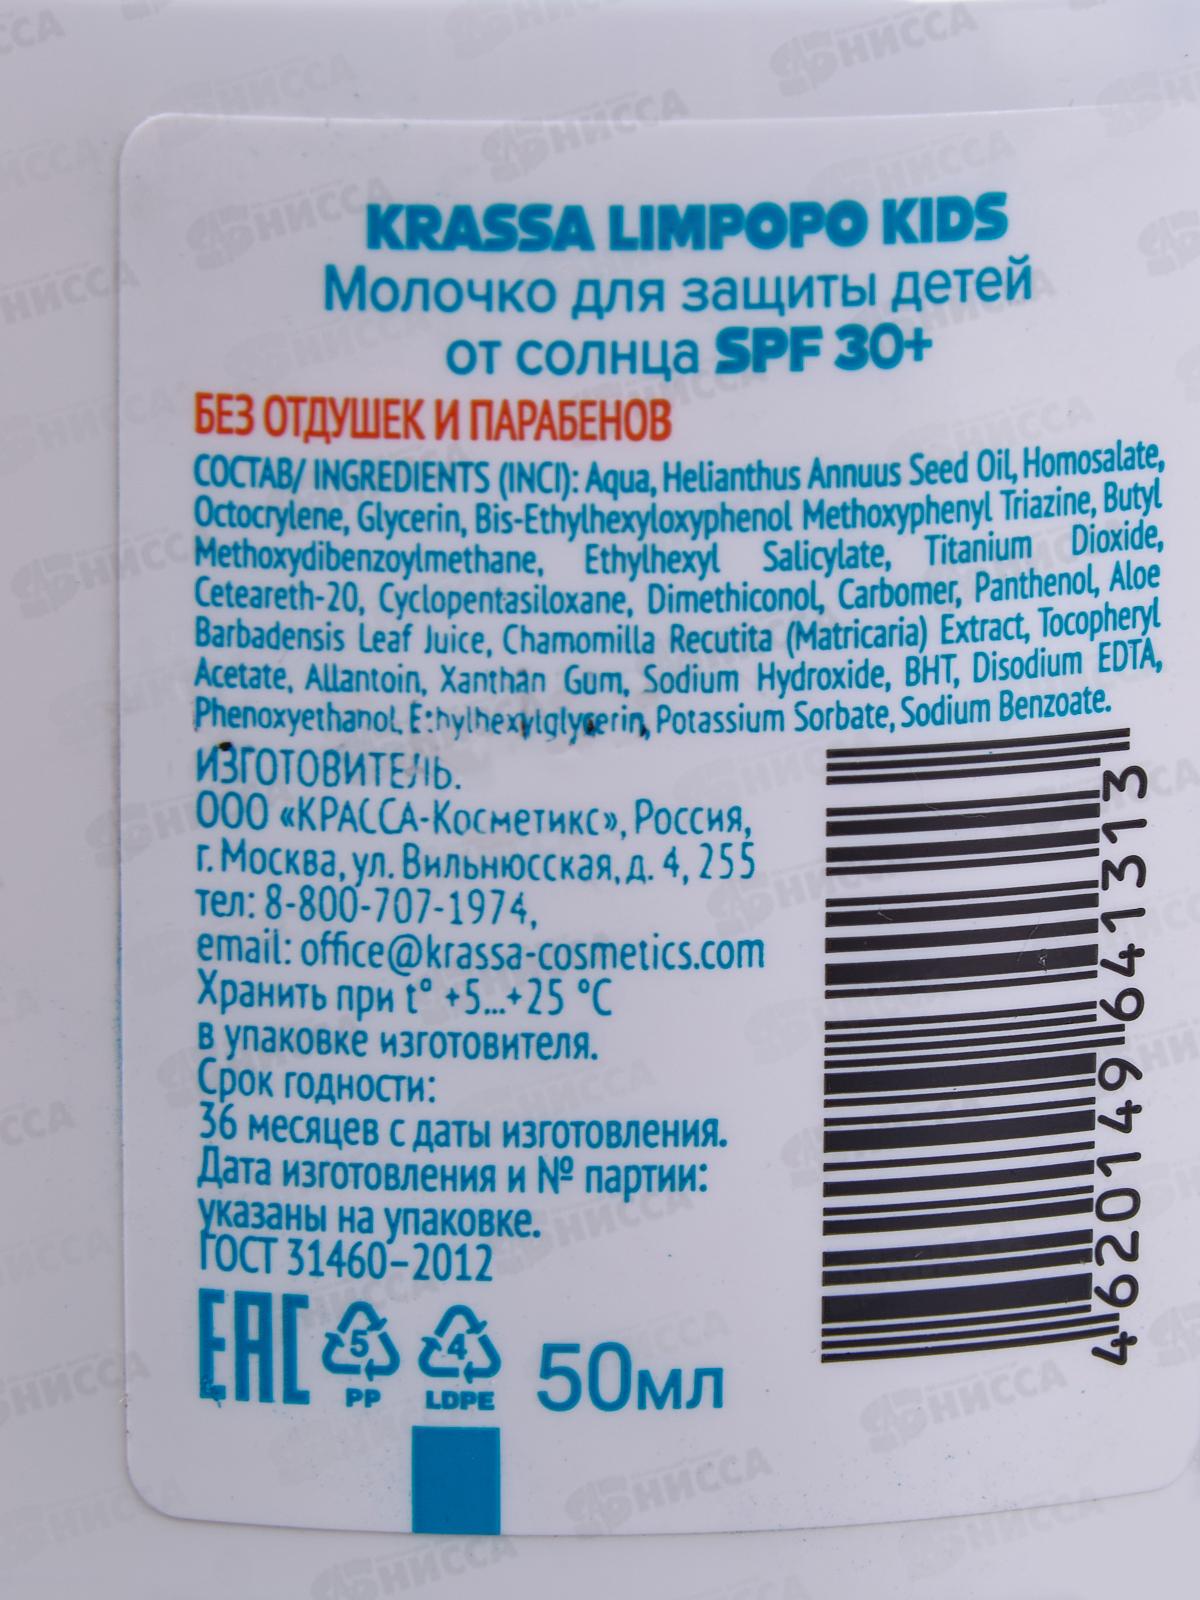 KRASSA LIMPOPO KIDS
Молочко для защиты детей
от солнца SPF 30+
БЕЗ ОТДУШЕК И ПАРАБЕНОВ
СОСТАВ/ INGREDIENTS (INCI): Aqua, Helianthus Annuus Seed Oil, Homosalate,
Octocrylene, Glycerin, Bis-Ethylhexyloxyphenol Methoxyphenyl Triazine, Butyl
Methoxydibenzoylmethane, Ethylhexyl Salicylate, Titanium Dioxide,
Ceteareth-20, Cyclopentasiloxane, Dimethiconol, Carbomer, Panthenol, Aloe
Barbadensis Leaf Juice, Chamomilla Recutita (Matricaria) Extract, Tocopheryl
Acetate, Allantoin, Xanthan Gum, Sodium Hydroxide, BHT, Disodium EDTA,
Phenoxyethanol, Ethylhexylglycerin, Potassium Sorbate, Sodium Benzoate.
ИЗГОТОВИТЕЛЬ.
ООО «КРАССА-Косметикс», Россия,
г. Москва, ул. Вильнюсская, д. 4, 255
тел: 8-800-707-1974,
email: office@krassa-cosmetics.com
Хранить при t° +5...+25 °C
в упаковке изготовителя.
Срок годности:
36 месяцев с даты изготовления.
Дата изготовления и № партии:
указаны на упаковке.
ГОСТ 31460–2012
EAC
5
PP
4
LDPE
50мл
4620149641313
НИССА